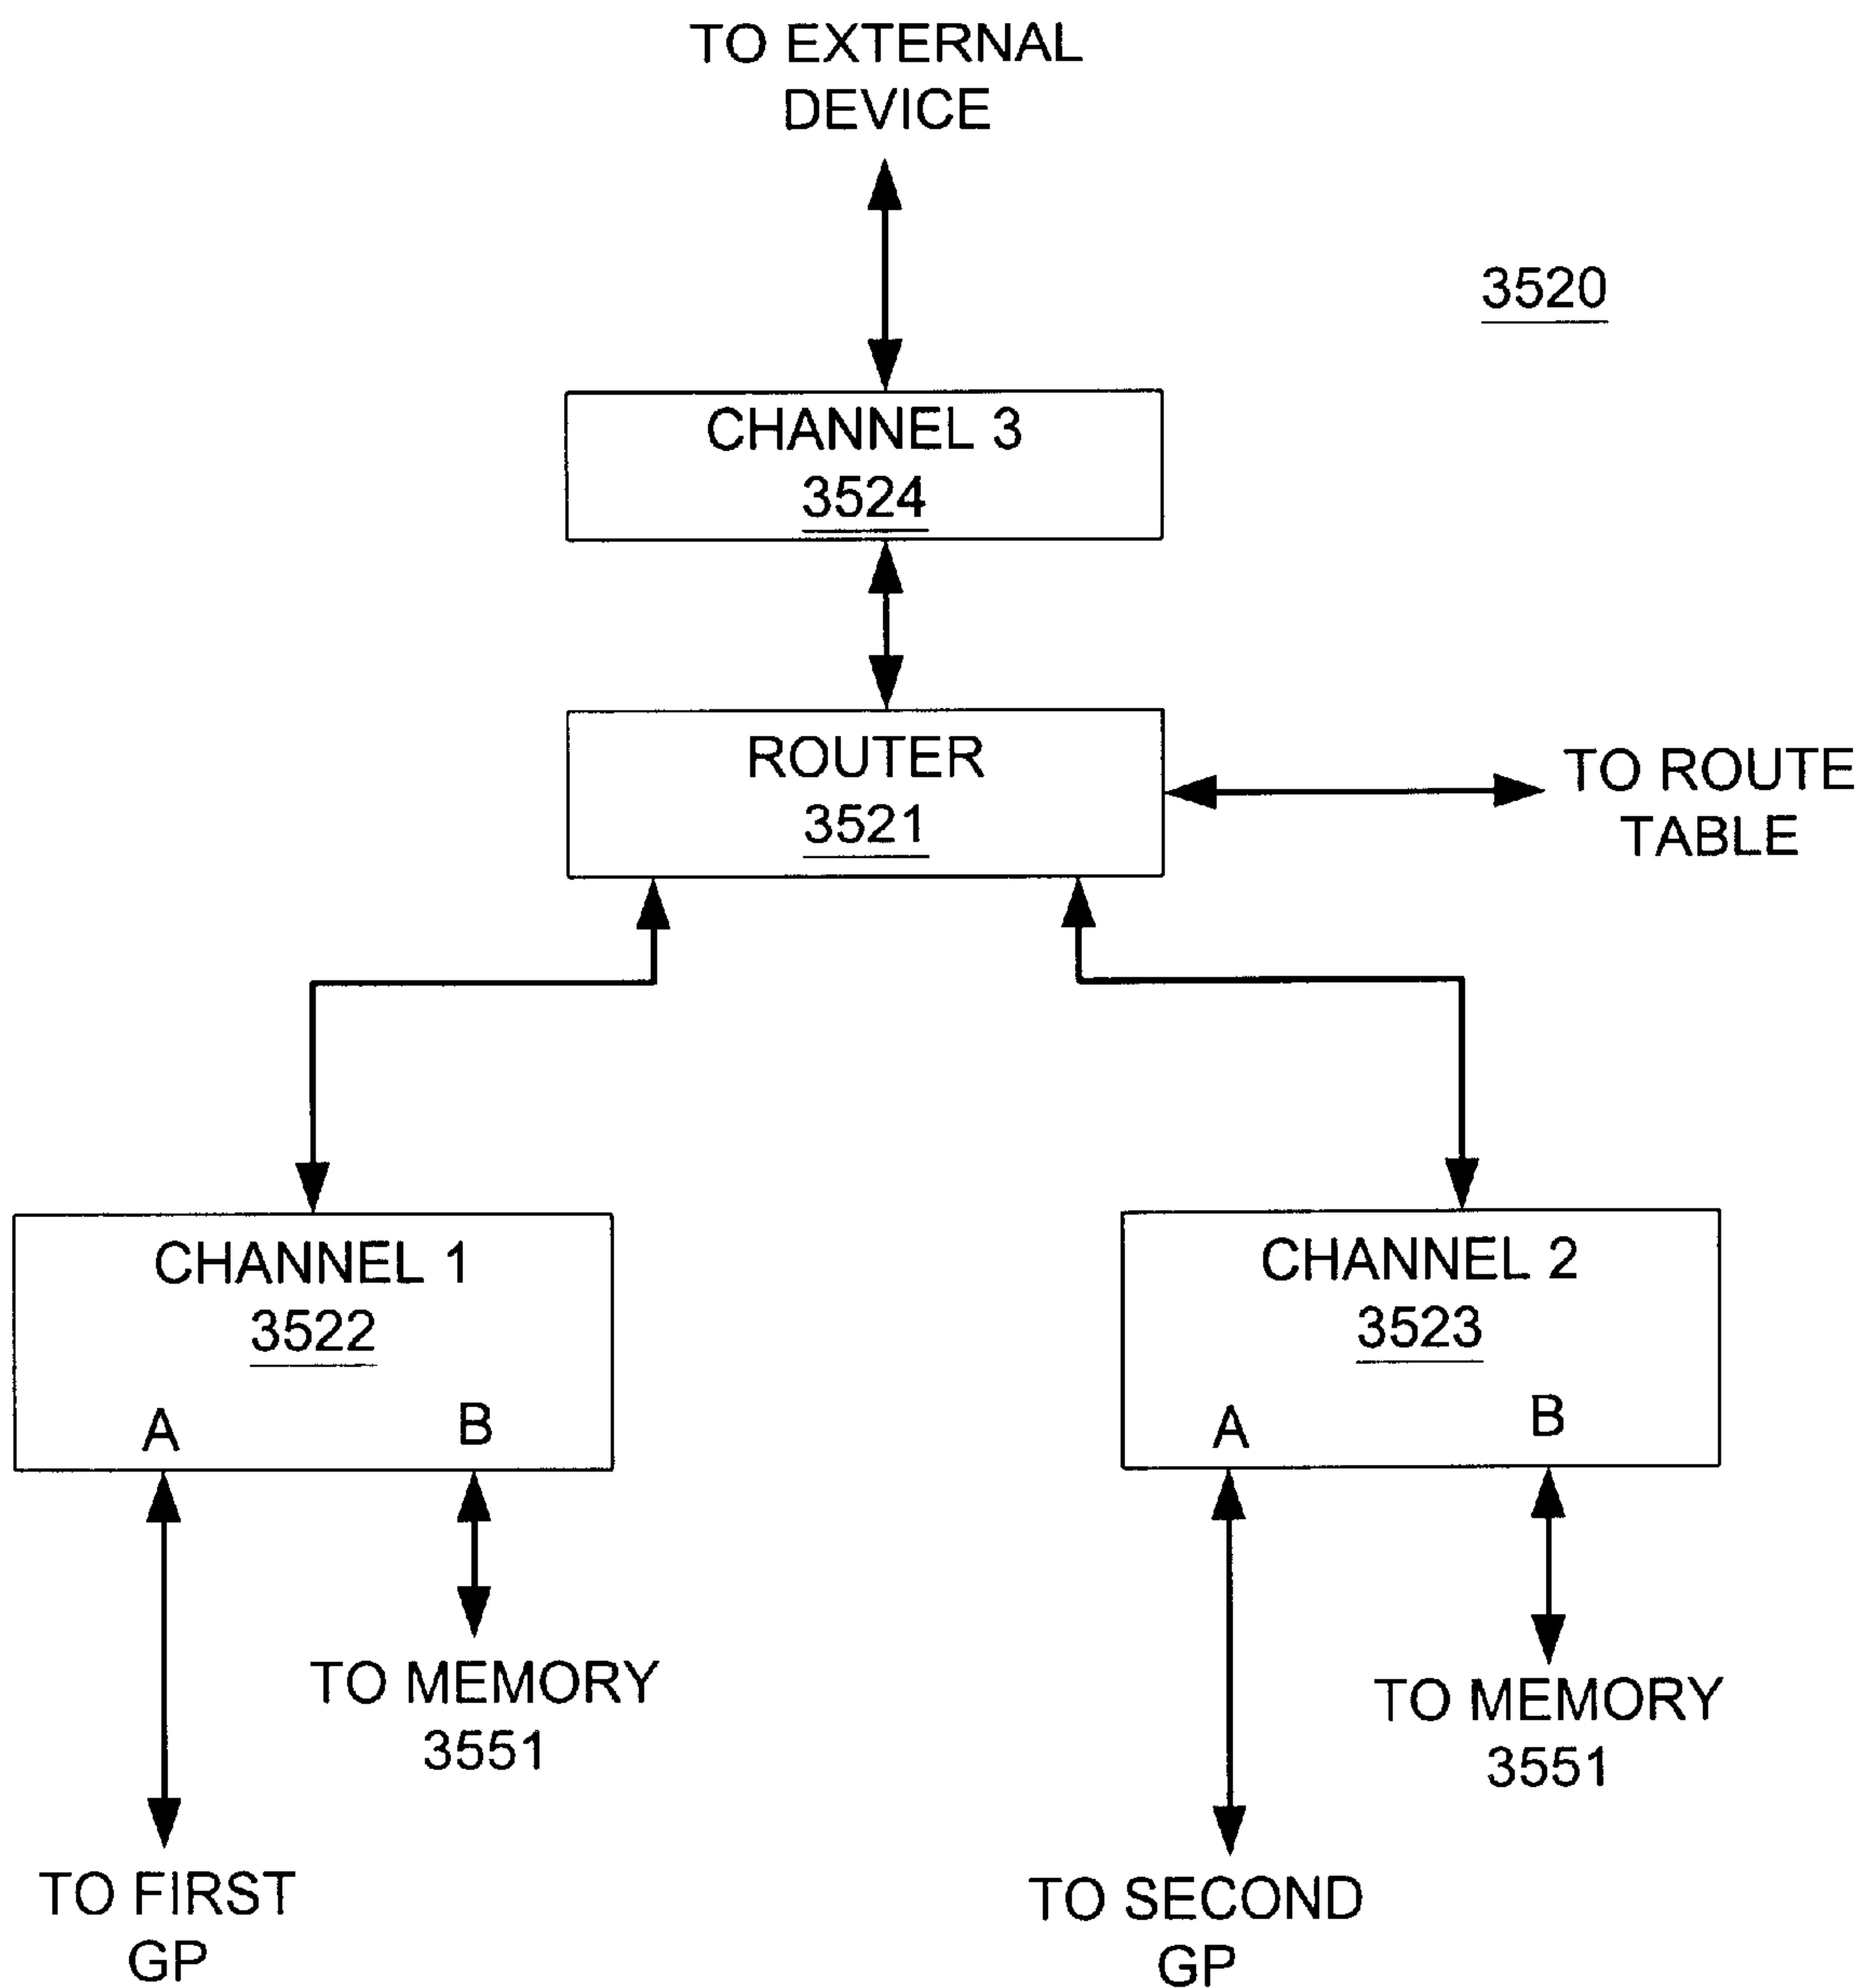 TO EXTERNAL
DEVICE
3520
CHANNEL 3
3524
ROUTER
3521
TO ROUTE
TABLE
CHANNEL 1
3522
A
B
CHANNEL 2
3523
A
B
TO MEMORY
3551
TO MEMORY
3551
TO FIRST
GP
TO SECOND
GP